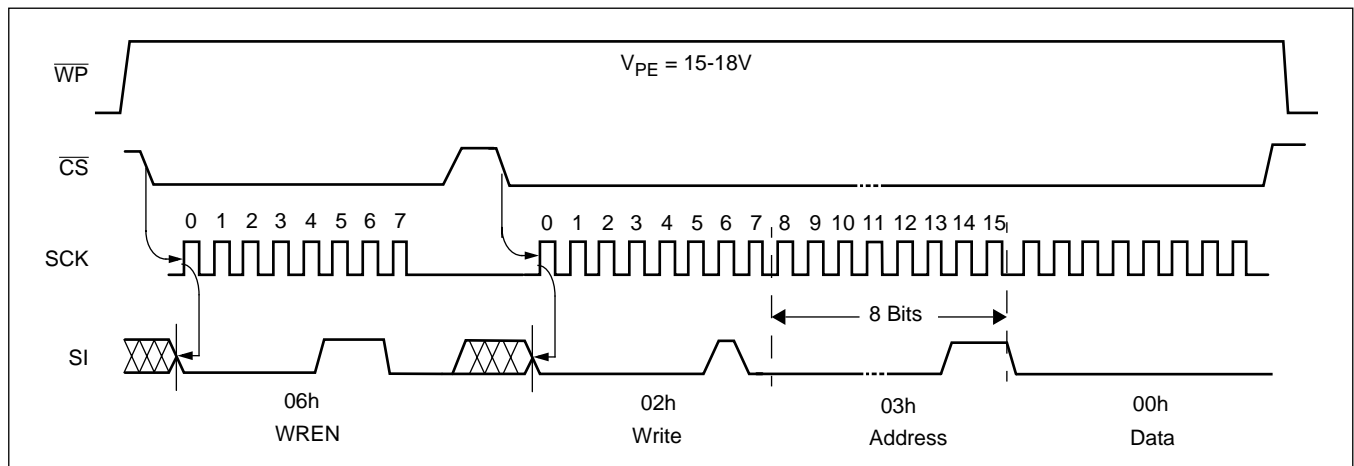 WP
V_PE = 15-18V
CS
0 1 2 3 4 5 6 7 0 1 2 3 4 5 6 7 8 9 10 11 12 13 14 15
SCK
8 Bits
SI
06h 02h 03h 00h
WREN Write Address Data